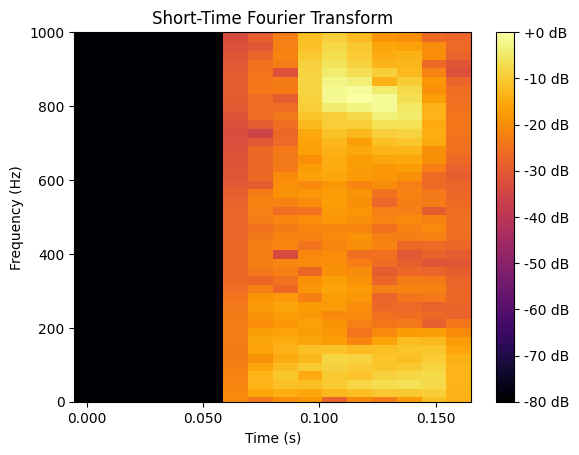 Short-Time Fourier Transform
1000
800
600
400
200
0
Frequency (Hz)
0.000
0.050
0.100
0.150
Time (s)
+0 dB
-10 dB
-20 dB
-30 dB
-40 dB
-50 dB
-60 dB
-70 dB
-80 dB